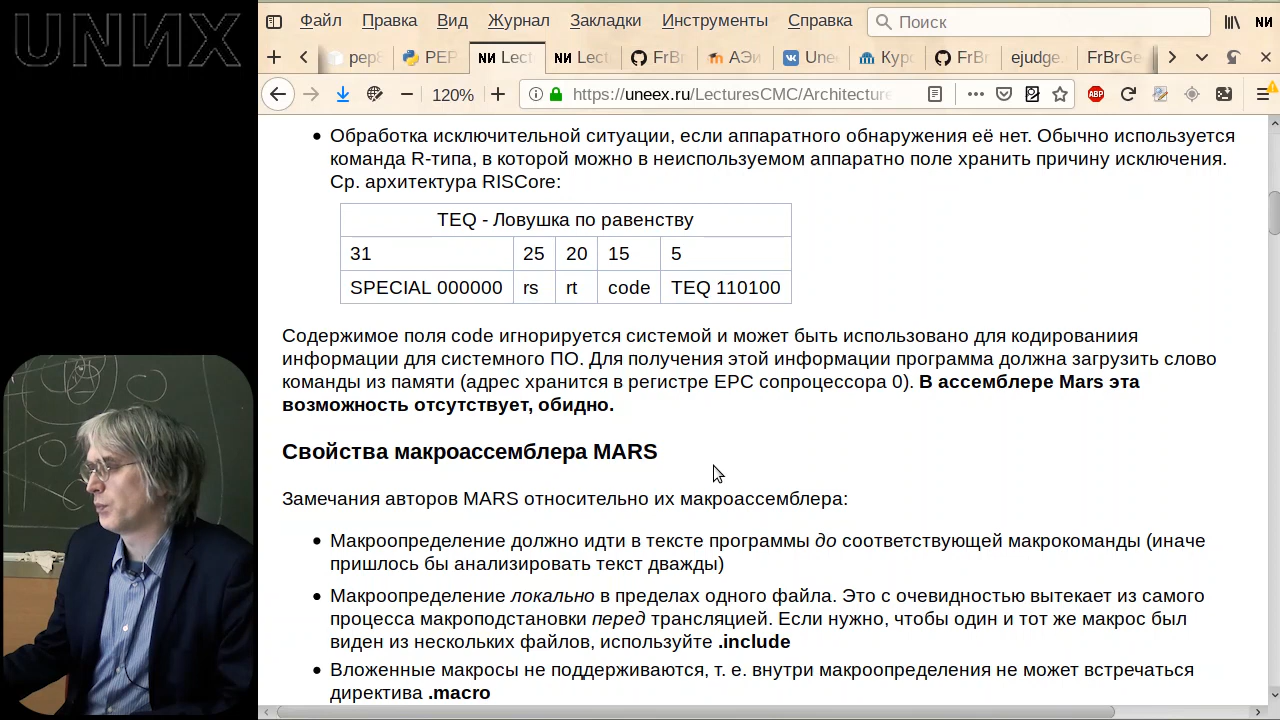 UNИX
Файл Правка Вид Журнал Закладки Инструменты Справка Поиск
pep8 PEP NИ Lect NИ Lect FrBr АЭи Unee Курс FrBr ejudge. FrBrGe
120% https://uneex.ru/LecturesCMC/Architecture ABP
Обработка исключительной ситуации, если аппаратного обнаружения её нет. Обычно используется
команда R-типа, в которой можно в неиспользуемом аппаратно поле хранить причину исключения.
Ср. архитектура RISCore:
TEQ - Ловушка по равенству
31 25 20 15 5
SPECIAL 000000 rs rt code TEQ 110100
Содержимое поля code игнорируется системой и может быть использовано для кодированиия
информации для системного ПО. Для получения этой информации программа должна загрузить слово
команды из памяти (адрес хранится в регистре EPC сопроцессора 0). В ассемблере Mars эта
возможность отсутствует, обидно.
Свойства макроассемблера MARS
Замечания авторов MARS относительно их макроассемблера:
Макроопределение должно идти в тексте программы до соответствующей макрокоманды (иначе
пришлось бы анализировать текст дважды)
Макроопределение локально в пределах одного файла. Это с очевидностью вытекает из самого
процесса макроподстановки перед трансляцией. Если нужно, чтобы один и тот же макрос был
виден из нескольких файлов, используйте .include
Вложенные макросы не поддерживаются, т. е. внутри макроопределения не может встречаться
директива .macro